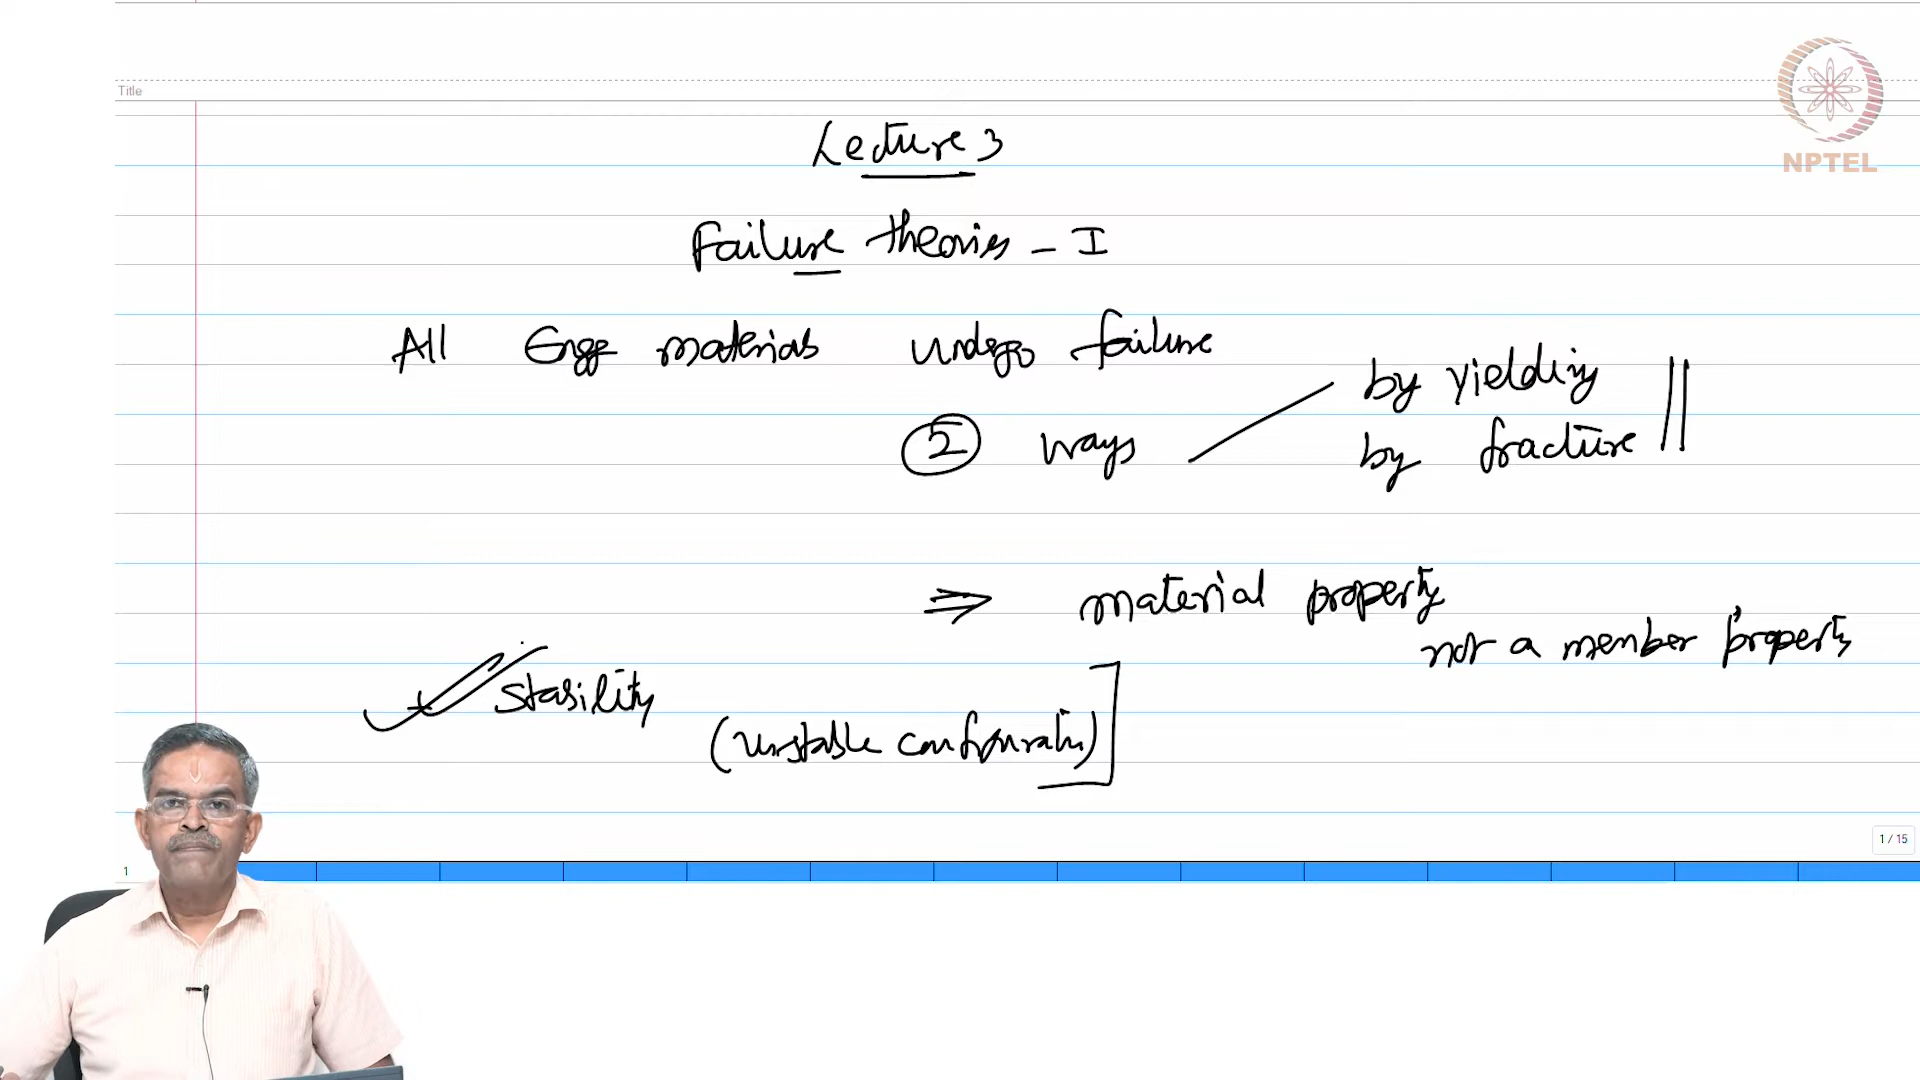 Title
NPTEL
Lecture 3
Failure theories - I
All Engg materials undergo failure
2 ways
by yielding
by fracture
⇒ material property
not a member property
Stability
(unstable configuration)
1 / 15
1